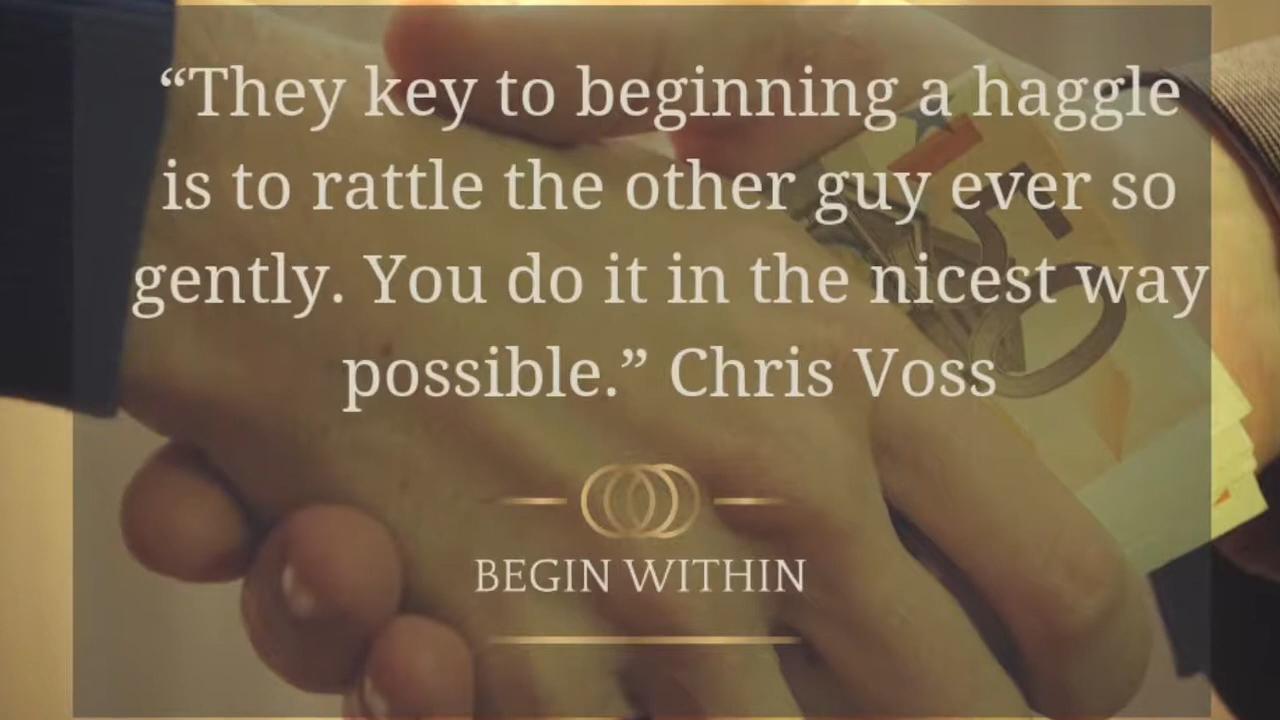 “They key to beginning a haggle
is to rattle the other guy ever so
gently. You do it in the nicest way
possible.” Chris Voss
50
BEGIN WITHIN